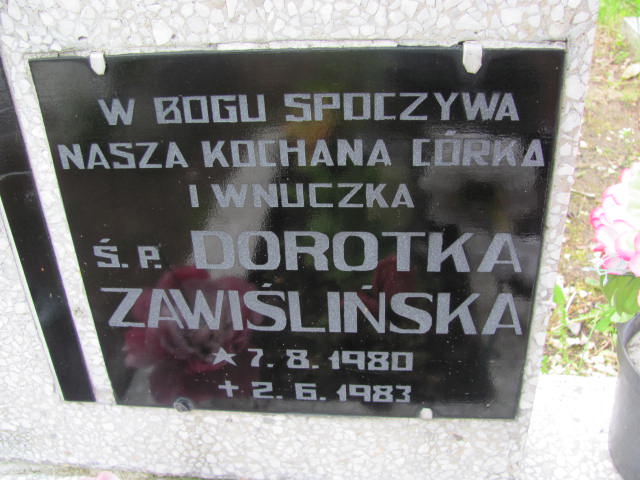 W BOGU SPOCZYWA
NASZA KOCHANA CÓRKA
I WNUCZKA
Ś.P. DOROTKA
ZAWIŚLIŃSKA
★ 7.8.1980
+ 2.6.1983